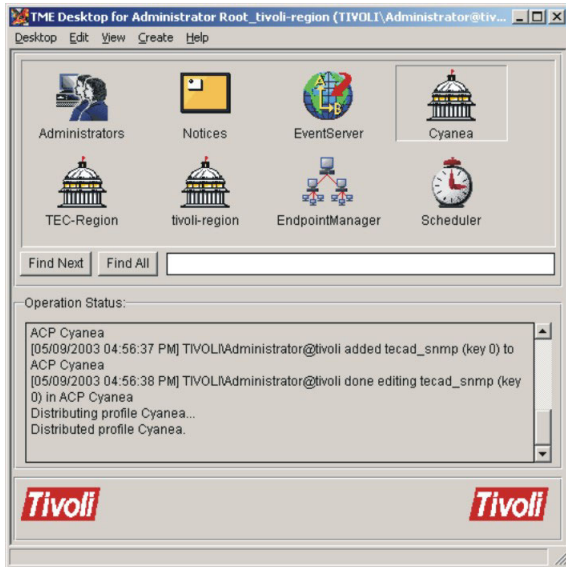 TME Desktop for Administrator Root_tivoli-region (TIVOLI\Administrator@tiv...
Desktop Edit View Create Help
Administrators Notices EventServer Cyanea
TEC-Region tivoli-region EndpointManager Scheduler
Find Next Find All
Operation Status:
ACP Cyanea
[05/09/2003 04:56:37 PM] TIVOLI\Administrator@tivoli added tecad_snmp (key 0) to
ACP Cyanea
[05/09/2003 04:56:38 PM] TIVOLI\Administrator@tivoli done editing tecad_snmp (key
0) in ACP Cyanea
Distributing profile Cyanea...
Distributed profile Cyanea.
Tivoli Tivoli